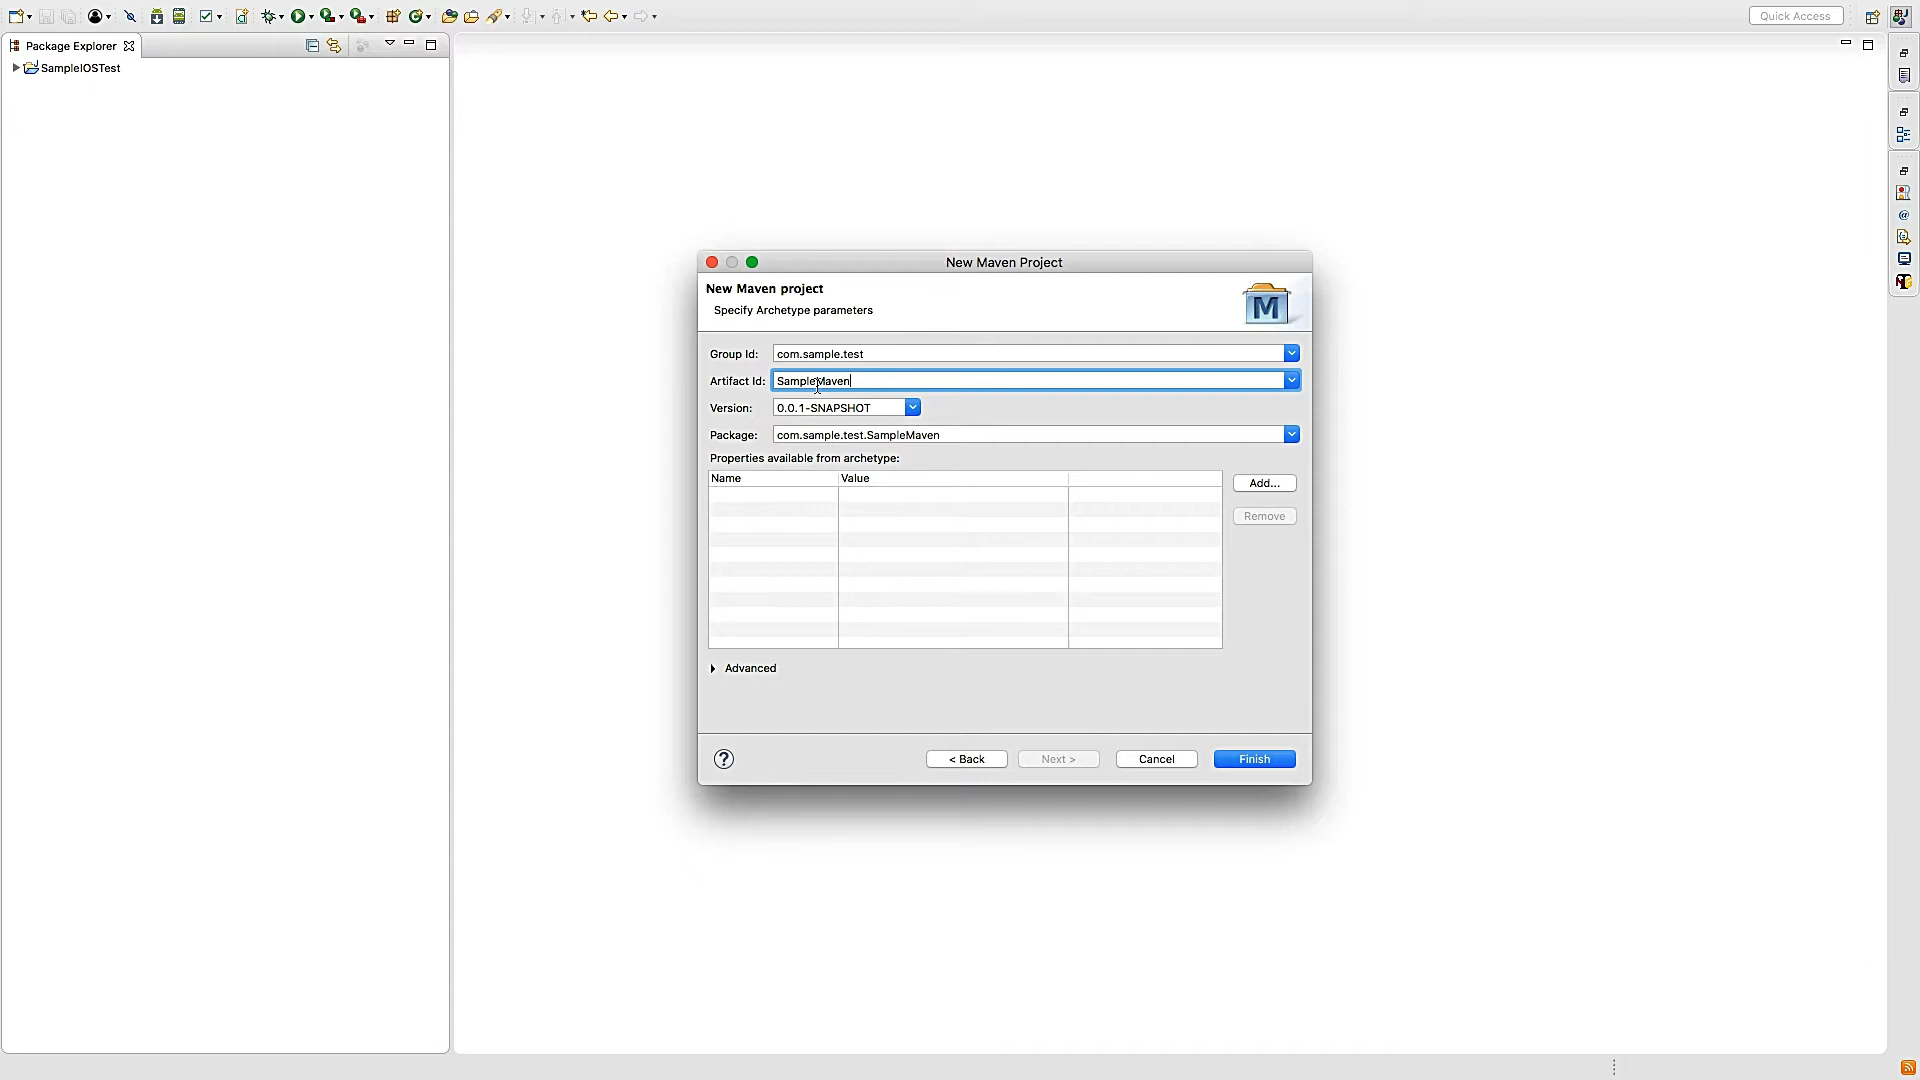 Quick Access
Package Explorer
SampleIOSTest
New Maven Project
New Maven project
Specify Archetype parameters
M
Group Id: com.sample.test
Artifact Id: SampleMaven
Version: 0.0.1-SNAPSHOT
Package: com.sample.test.SampleMaven
Properties available from archetype:
Name Value
Add...
Remove
Advanced
? < Back Next > Cancel Finish